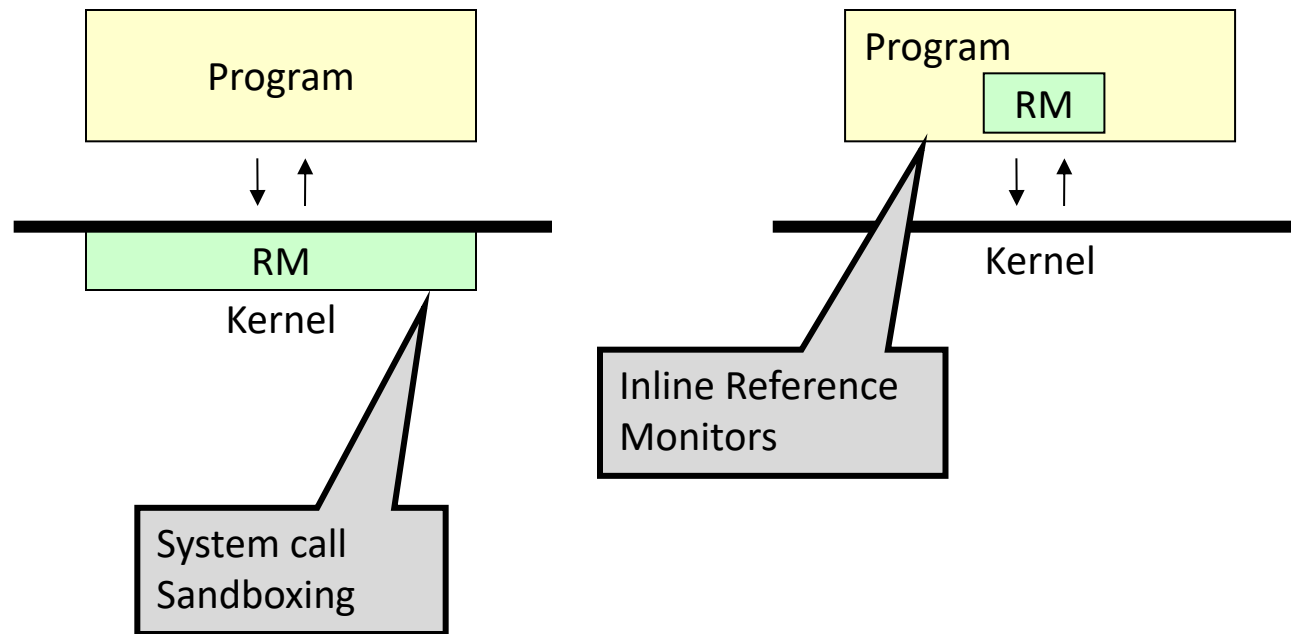 Program
RM
Kernel
System call
Sandboxing
Program
RM
Kernel
Inline Reference
Monitors